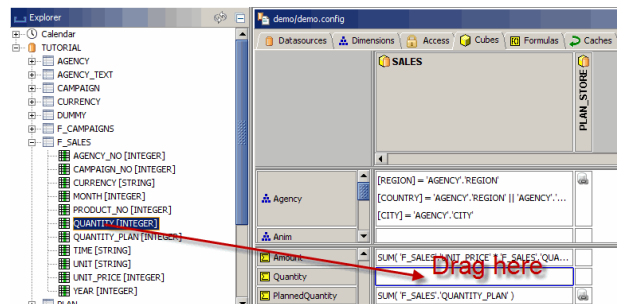 Explorer
Calendar
TUTORIAL
AGENCY
AGENCY_TEXT
CAMPAIGN
CURRENCY
DUMMY
F_CAMPAIGNS
F_SALES
AGENCY_NO [INTEGER]
CAMPAIGN_NO [INTEGER]
CURRENCY [STRING]
MONTH [INTEGER]
PRODUCT_NO [INTEGER]
QUANTITY [INTEGER]
QUANTITY_PLAN [INTEGER]
TIME [STRING]
UNIT [STRING]
UNIT_PRICE [INTEGER]
YEAR [INTEGER]
PLAN
demo/demo.config
Datasources Dimensions Access Cubes Formulas Caches
SALES
PLAN_STORE
Agency
[REGION] = 'AGENCY'.'REGION'
[COUNTRY] = 'AGENCY'.'REGION' || 'AGENCY'.'...
[CITY] = 'AGENCY'.'CITY'
Anim
Amount
SUM( 'F_SALES'.'UNIT_PRICE' * 'F_SALES'.'QUA...
Drag here
Quantity
PlannedQuantity
SUM( 'F_SALES'.'QUANTITY_PLAN' )